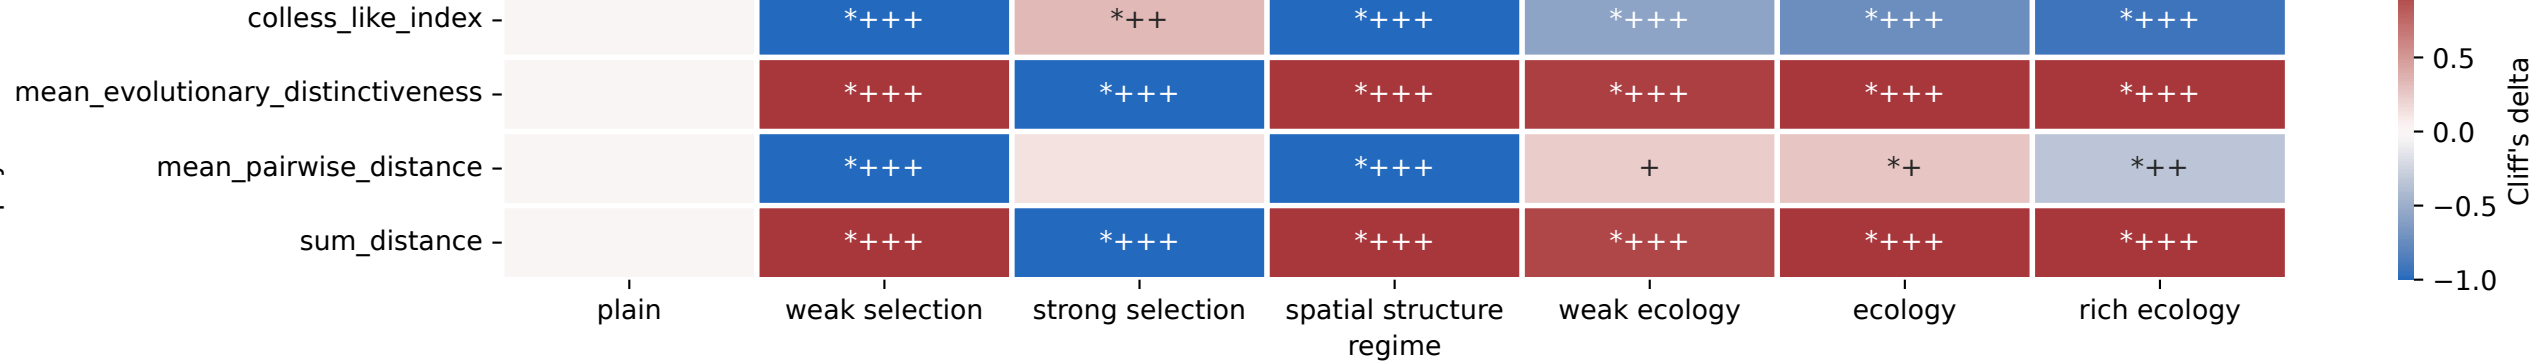 colless_like_index *+++ *++ *+++ *+++ *+++ *+++
mean_evolutionary_distinctiveness *+++ *+++ *+++ *+++ *+++ *+++
mean_pairwise_distance *+++ *+++ + *+ *++
sum_distance *+++ *+++ *+++ *+++ *+++ *+++
plain weak selection strong selection spatial structure weak ecology ecology rich ecology
regime
0.5
0.0
−0.5
−1.0
Cliff's delta